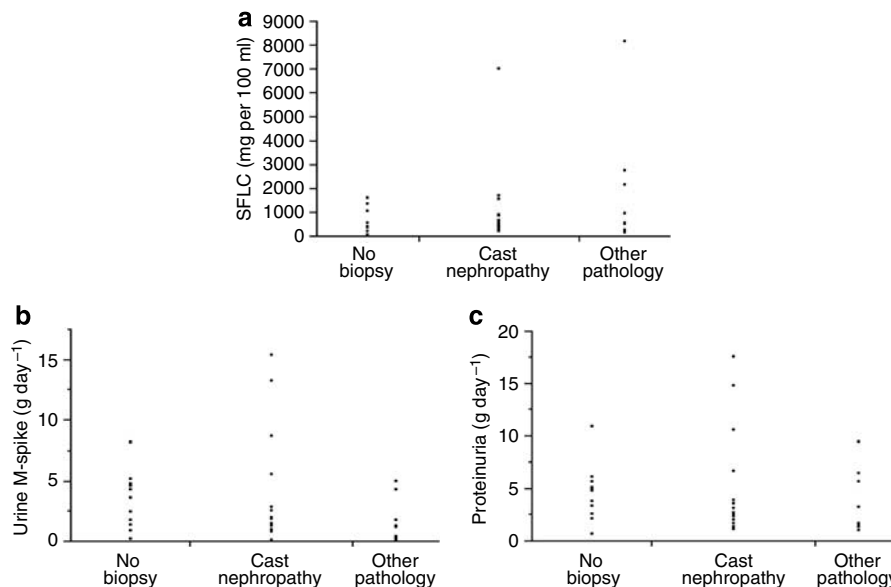 a
SFLC (mg per 100 ml)
9000
8000
7000
6000
5000
4000
3000
2000
1000
0
No biopsy
Cast nephropathy
Other pathology
b
Urine M-spike (g day⁻¹)
15
10
5
0
No biopsy
Cast nephropathy
Other pathology
c
Proteinuria (g day⁻¹)
20
15
10
5
0
No biopsy
Cast nephropathy
Other pathology